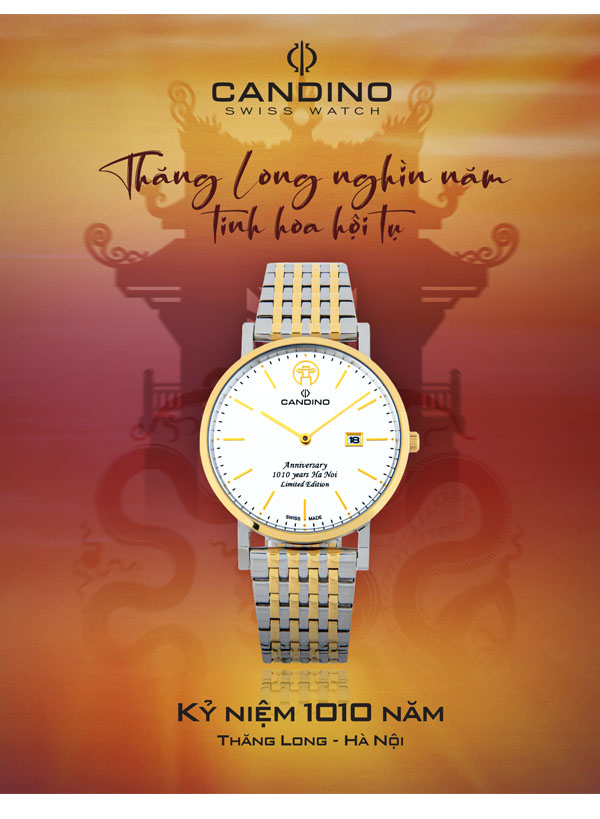 CANDINO
SWISS WATCH
Thăng Long nghìn năm
tinh hoa hội tụ
CANDINO
18
Anniversary
1010 years Ha Noi
Limited Edition
SWISS MADE
KỶ NIỆM 1010 NĂM
THĂNG LONG - HÀ NỘI